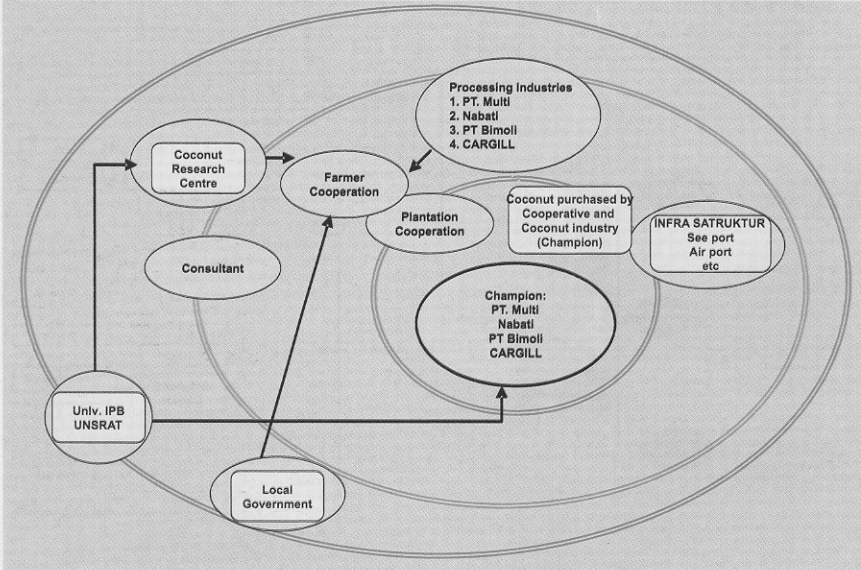 Processing Industries
1. PT. Multi
2. Nabati
3. PT Bimoli
4. CARGILL
Coconut
Research
Centre
Farmer
Cooperation
Plantation
Cooperation
Coconut purchased by
Cooperative and
Coconut industry
(Champion)
INFRA SATRUKTUR
See port
Air port
etc
Consultant
Champion:
PT. Multi
Nabati
PT Bimoli
CARGILL
Univ. IPB
UNSRAT
Local
Government